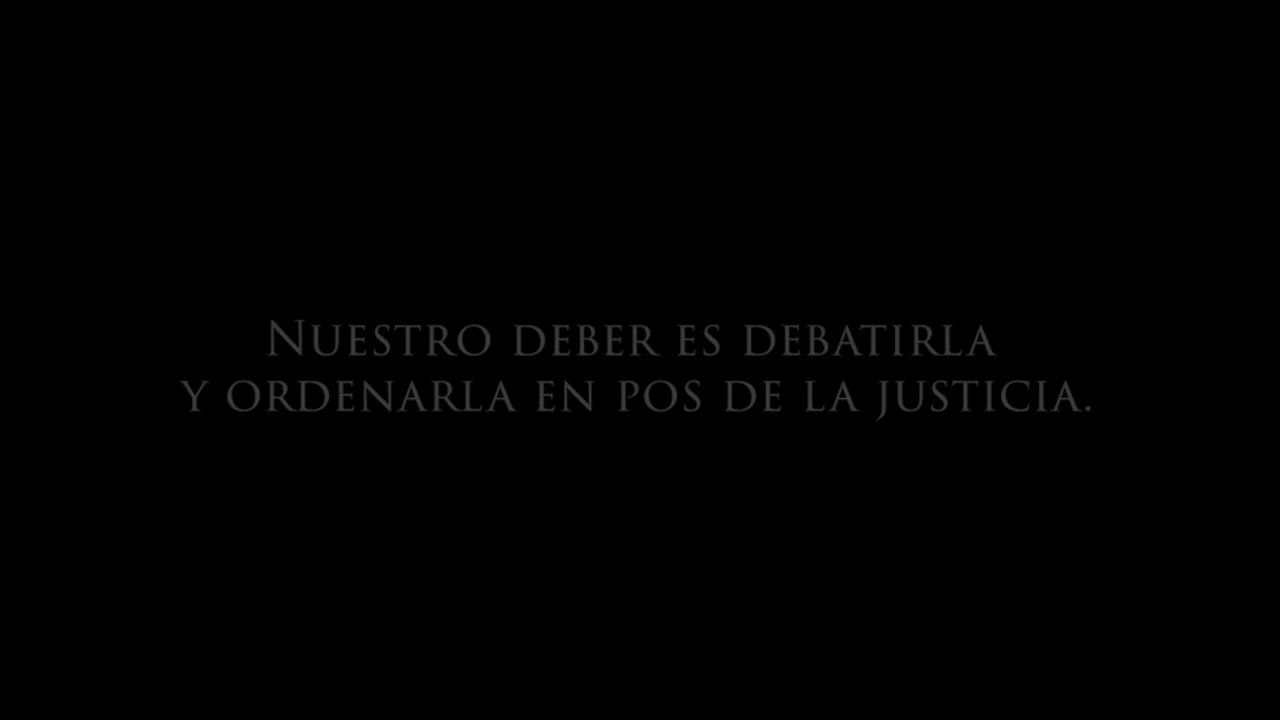 Nuestro deber es debatirla
y ordenarla en pos de la justicia.